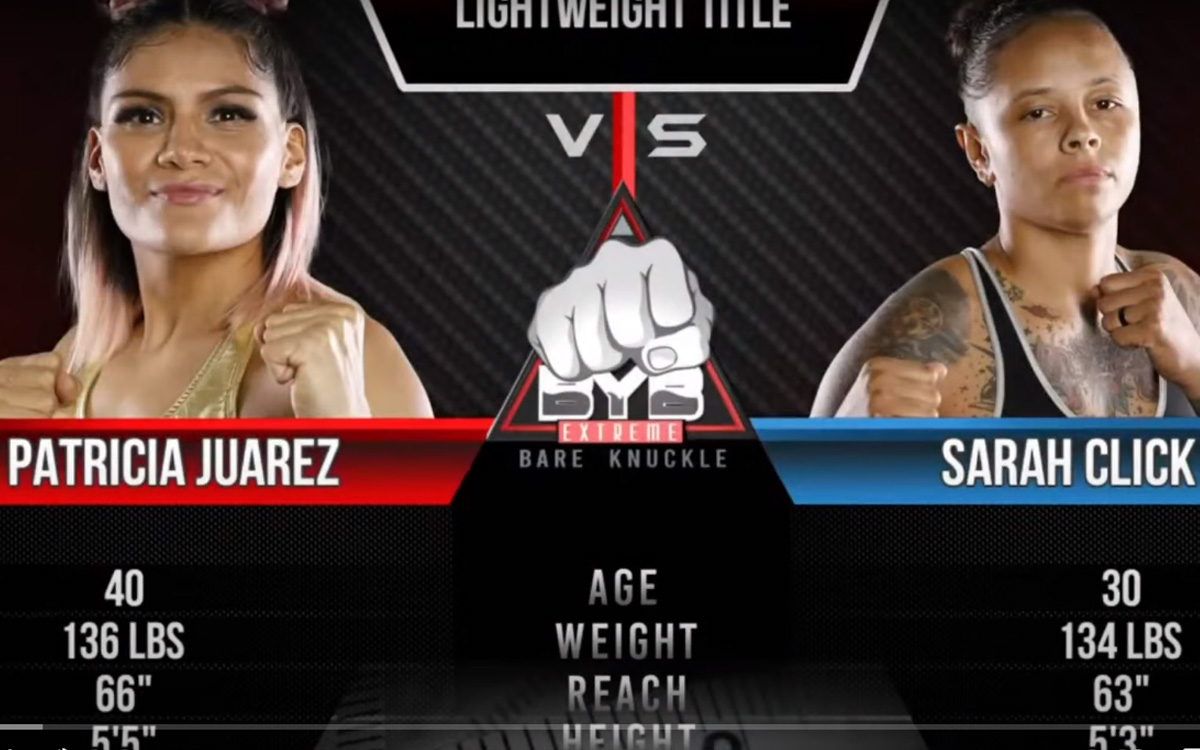 LIGHTWEIGHT TITLE
VS
BYB
EXTREME
BARE KNUCKLE
PATRICIA JUAREZ
SARAH CLICK
40 AGE 30
136 LBS WEIGHT 134 LBS
66" REACH 63"
5'5" HEIGHT 5'3"